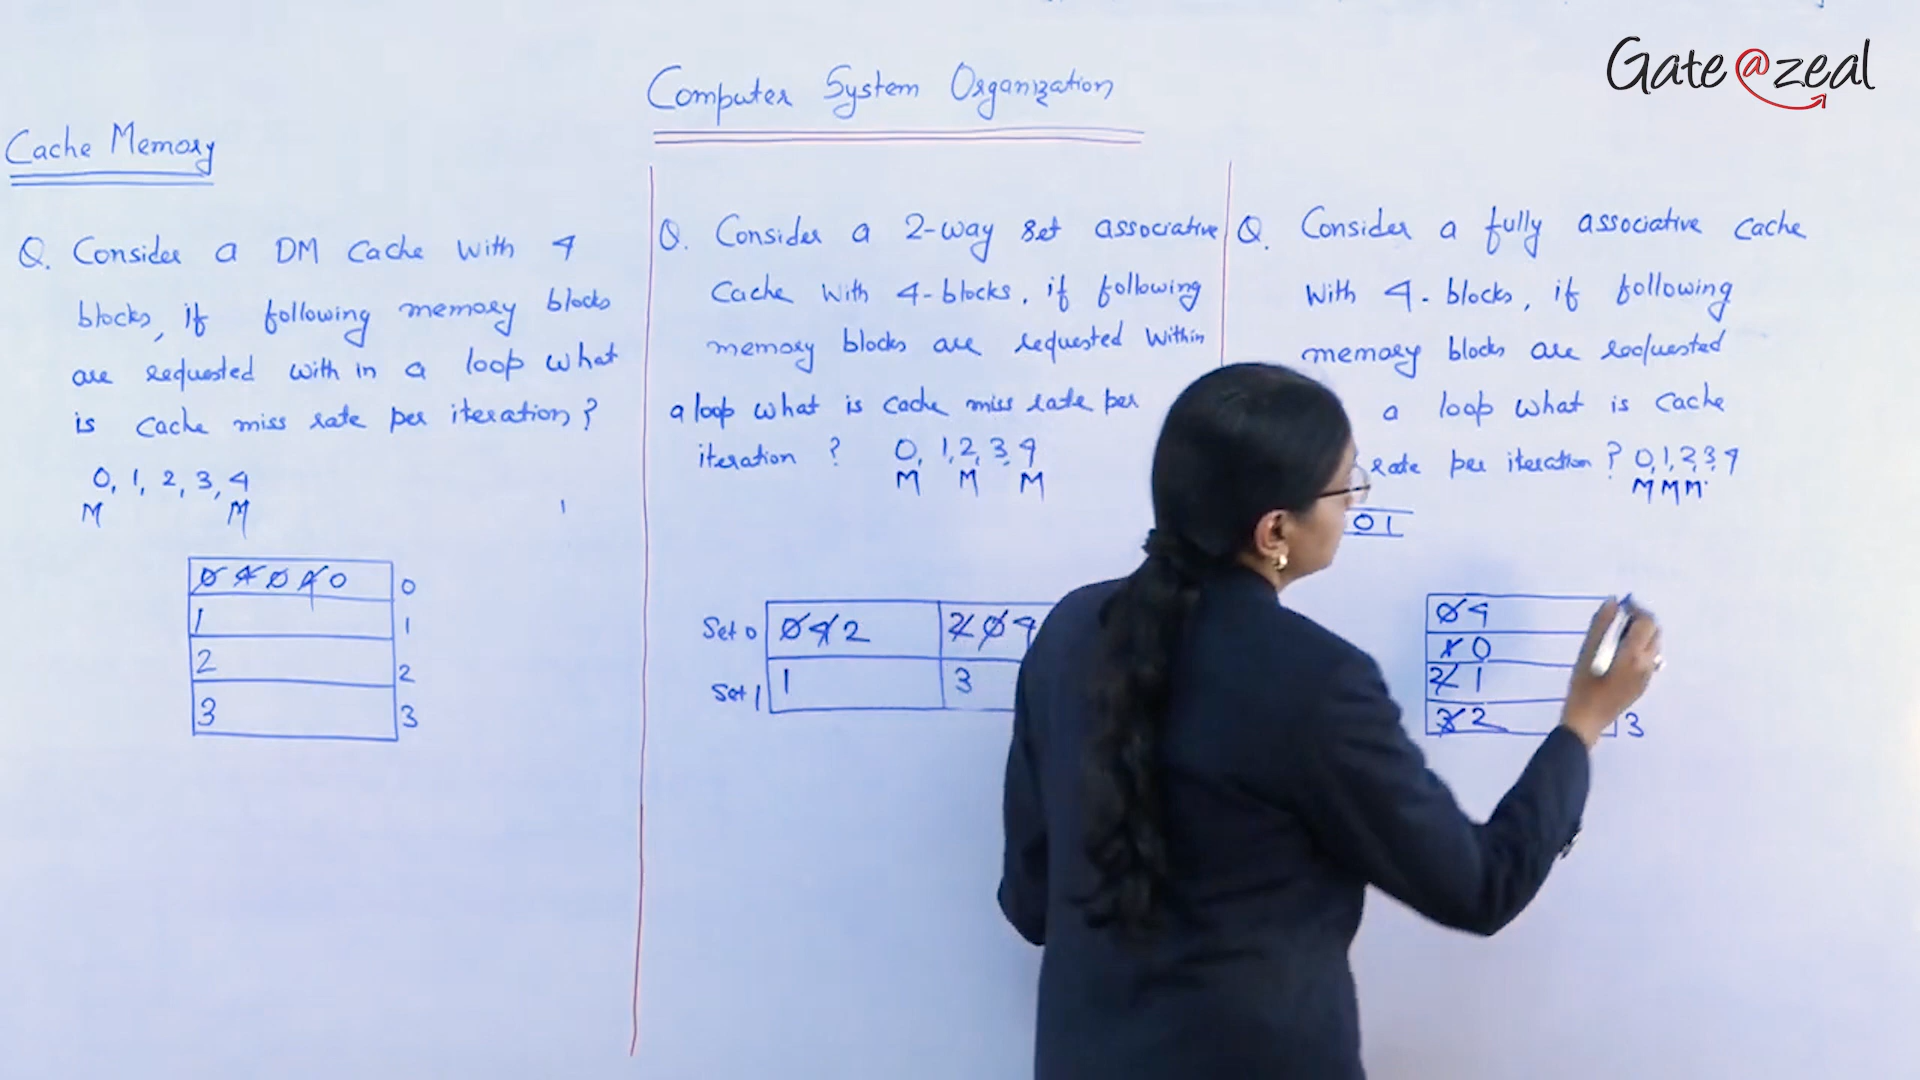 Gate@zeal
Computer System Organization
Cache Memory
Q. Consider a DM Cache with 4
blocks, if following memory blocks
are requested with in a loop what
is cache miss rate per iteration?
0, 1, 2, 3, 4
M M
0 4 0 4 0 0
1 1
2 2
3 3
Q. Consider a 2-way set associative
Cache with 4-blocks, if following
memory blocks are requested within
a loop what is cache miss rate per
iteration ? 0, 1, 2, 3, 4
M M M
Set 0 0 4 2 2 0 4
Set 1 1 3
Q. Consider a fully associative cache
with 4-blocks, if following
memory blocks are requested
a loop what is cache
rate per iteration ? 0, 1, 2, 3, 4
M M M
0 1
0 4
1 0
2 1
3 2 3